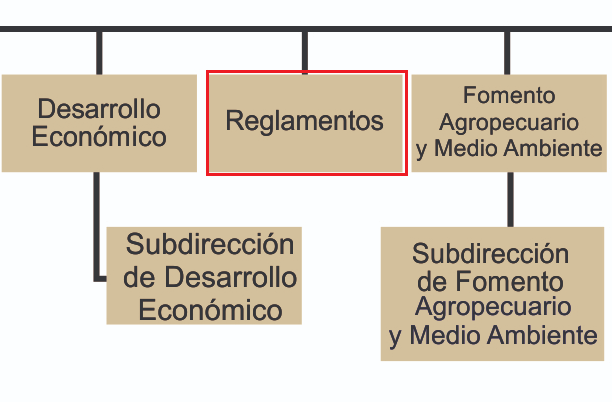 Desarrollo
Económico
Reglamentos
Fomento
Agropecuario
y Medio Ambiente
Subdirección
de Desarrollo
Económico
Subdirección
de Fomento
Agropecuario
y Medio Ambiente